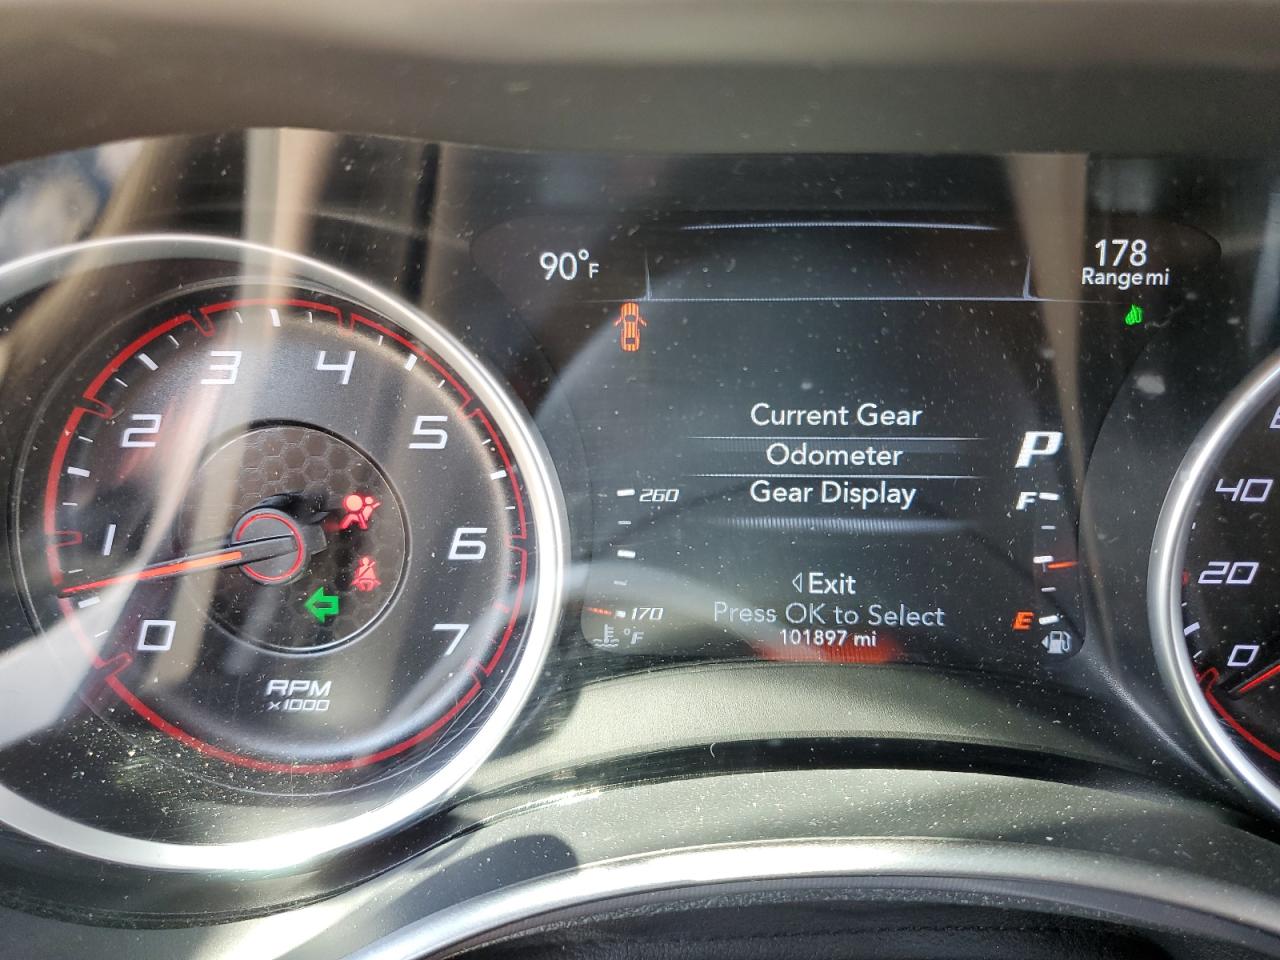 90°F
178
Range mi
3 4
2 5
1 6
0 7
RPM
x1000
Current Gear
Odometer
Gear Display
P
260
F
170
°F
E
Exit
Press OK to Select
101897 mi
40
20
0